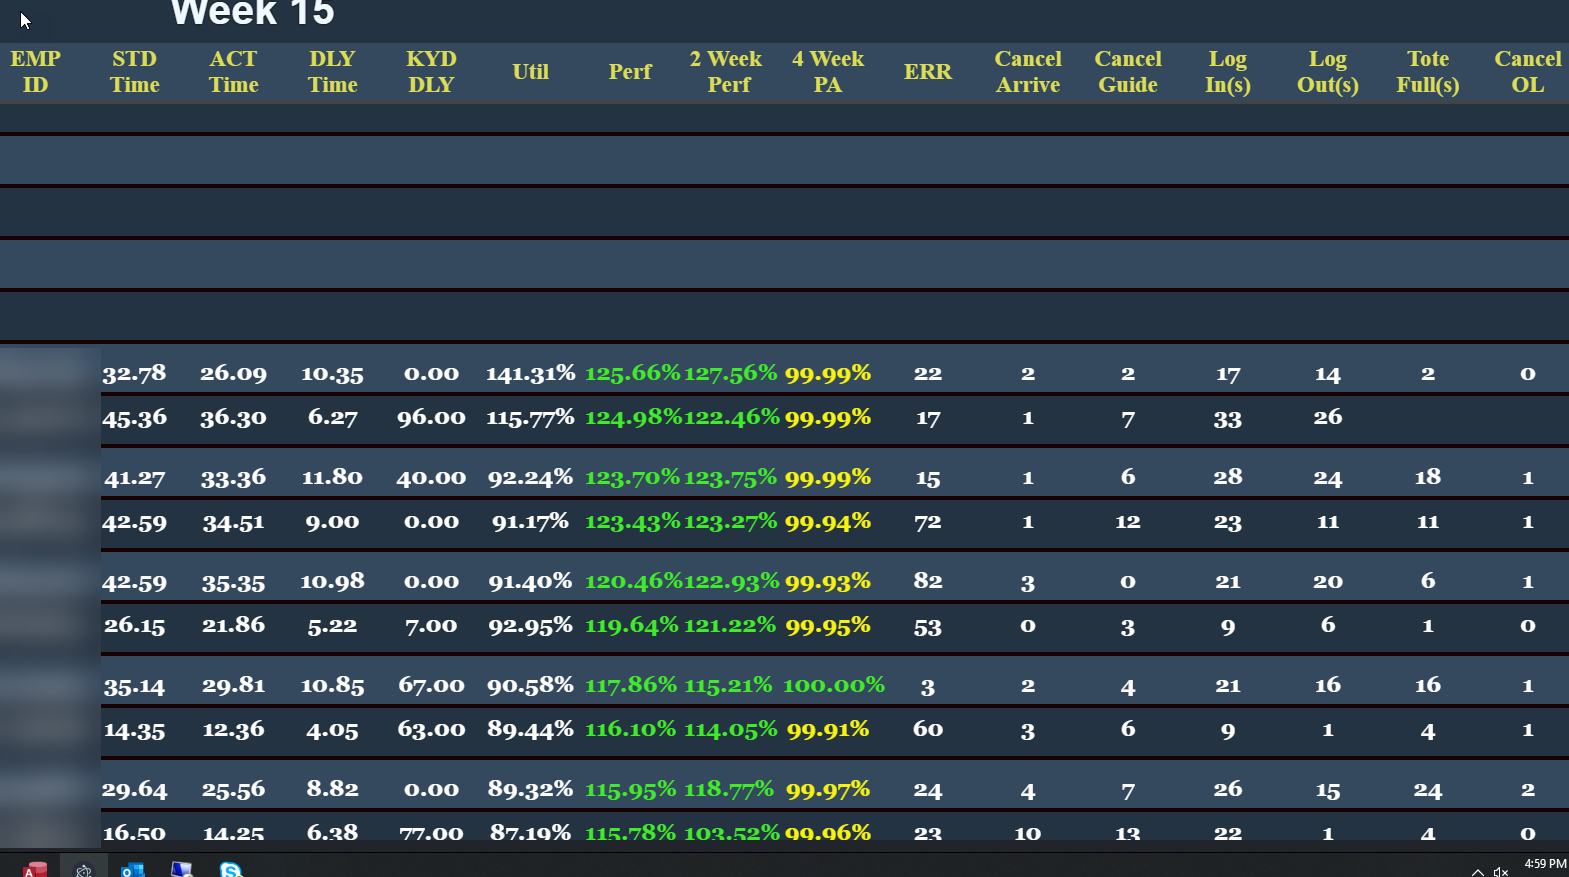 Week 15
EMP ID STD Time ACT Time DLY Time KYD DLY Util Perf 2 Week Perf 4 Week PA ERR Cancel Arrive Cancel Guide Log In(s) Log Out(s) Tote Full(s) Cancel OL
32.78 26.09 10.35 0.00 141.31% 125.66% 127.56% 99.99% 22 2 2 17 14 2 0
45.36 36.30 6.27 96.00 115.77% 124.98% 122.46% 99.99% 17 1 7 33 26
41.27 33.36 11.80 40.00 92.24% 123.70% 123.75% 99.99% 15 1 6 28 24 18 1
42.59 34.51 9.00 0.00 91.17% 123.43% 123.27% 99.94% 72 1 12 23 11 11 1
42.59 35.35 10.98 0.00 91.40% 120.46% 122.93% 99.93% 82 3 0 21 20 6 1
26.15 21.86 5.22 7.00 92.95% 119.64% 121.22% 99.95% 53 0 3 9 6 1 0
35.14 29.81 10.85 67.00 90.58% 117.86% 115.21% 100.00% 3 2 4 21 16 16 1
14.35 12.36 4.05 63.00 89.44% 116.10% 114.05% 99.91% 60 3 6 9 1 4 1
29.64 25.56 8.82 0.00 89.32% 115.95% 118.77% 99.97% 24 4 7 26 15 24 2
16.50 14.25 6.38 77.00 87.19% 115.78% 103.52% 99.96% 23 10 13 22 1 4 0
4:59 PM